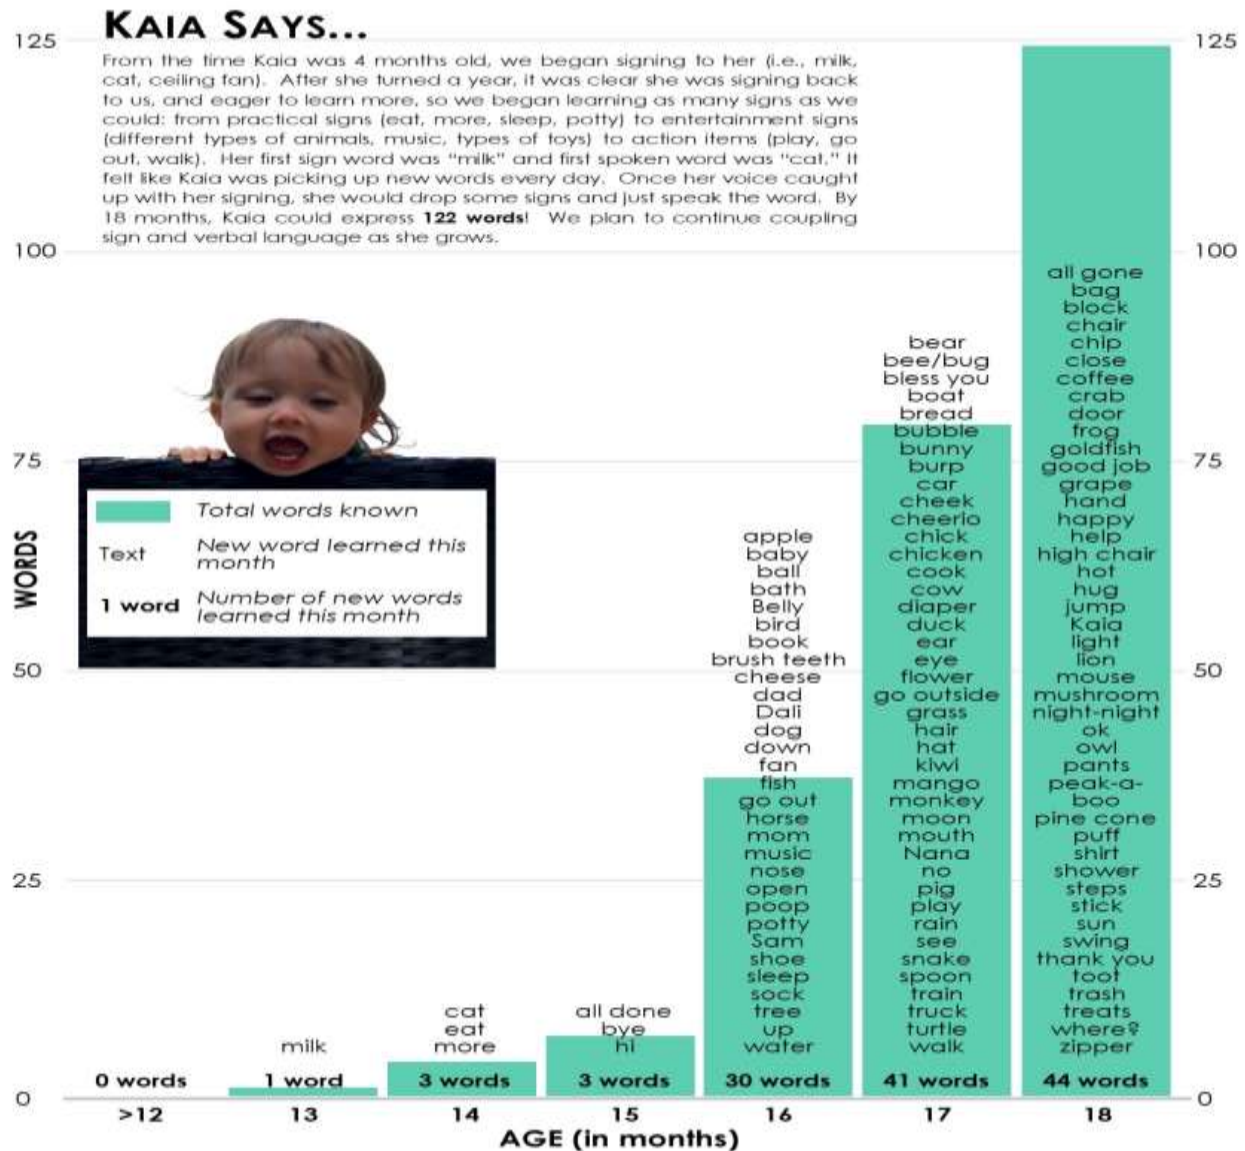 KAIA SAYS...
From the time Kaia was 4 months old, we began signing to her (i.e., milk,
cat, ceiling fan). After she turned a year, it was clear she was signing back
to us, and eager to learn more, so we began learning as many signs as we
could: from practical signs (eat, more, sleep, potty) to entertainment signs
(different types of animals, music, types of toys) to action items (play, go
out, walk). Her first sign word was "milk" and first spoken word was "cat." It
felt like Kaia was picking up new words every day. Once her voice caught
up with her signing, she would drop some signs and just speak the word. By
18 months, Kaia could express 122 words! We plan to continue coupling
sign and verbal language as she grows.
125
100
75
50
25
0
WORDS
Total words known
Text
New word learned this
month
1 word
Number of new words
learned this month
0 words
milk
1 word
cat
eat
more
3 words
all done
bye
hi
3 words
apple
baby
ball
bath
Belly
bird
book
brush teeth
cheese
dad
Dali
dog
down
fan
fish
go out
horse
mom
music
nose
open
poop
potty
Sam
shoe
sleep
sock
tree
up
water
30 words
bear
bee/bug
bless you
boat
bread
bubble
bunny
burp
car
cheek
cheerio
chick
chicken
cook
cow
diaper
duck
ear
eye
flower
go outside
grass
hair
hat
kiwi
mango
monkey
moon
mouth
Nana
no
pig
play
rain
see
snake
spoon
train
truck
turtle
walk
41 words
all gone
bag
block
chair
chip
close
coffee
crab
door
frog
goldfish
good job
grape
hand
happy
help
high chair
hot
hug
jump
Kaia
light
lion
mouse
mushroom
night-night
ok
owl
pants
peak-a-
boo
pine cone
puff
shirt
shower
steps
stick
sun
swing
thank you
toot
trash
treats
where?
zipper
44 words
125
100
75
50
25
0
>12
13
14
15
16
17
18
AGE (in months)